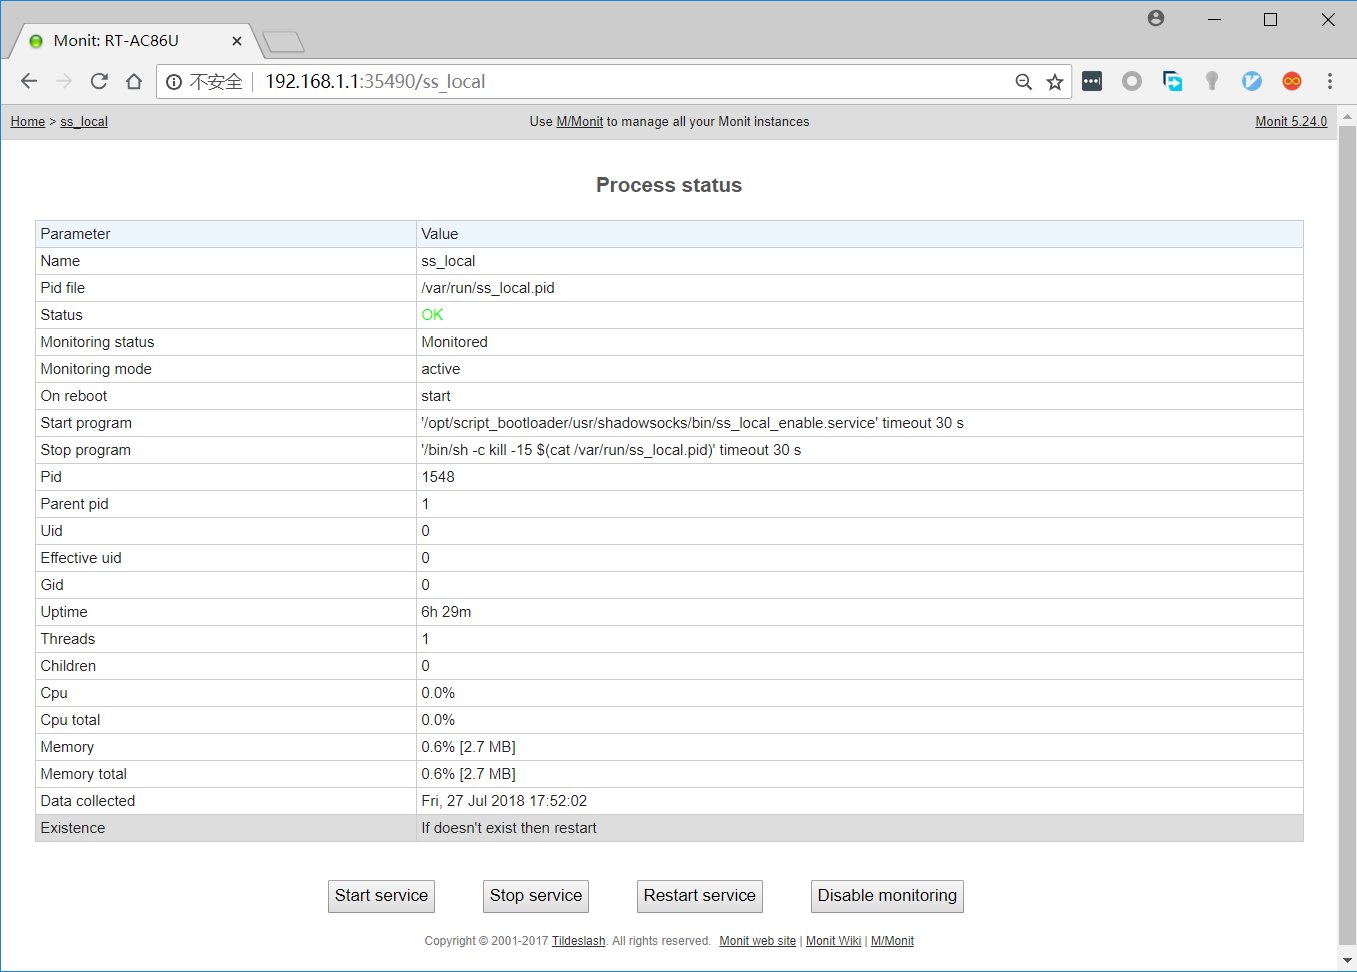 Monit: RT-AC86U
不安全 192.168.1.1:35490/ss_local
Home > ss_local Use M/Monit to manage all your Monit instances Monit 5.24.0
Process status
Parameter Value
Name ss_local
Pid file /var/run/ss_local.pid
Status OK
Monitoring status Monitored
Monitoring mode active
On reboot start
Start program '/opt/script_bootloader/usr/shadowsocks/bin/ss_local_enable.service' timeout 30 s
Stop program '/bin/sh -c kill -15 $(cat /var/run/ss_local.pid)' timeout 30 s
Pid 1548
Parent pid 1
Uid 0
Effective uid 0
Gid 0
Uptime 6h 29m
Threads 1
Children 0
Cpu 0.0%
Cpu total 0.0%
Memory 0.6% [2.7 MB]
Memory total 0.6% [2.7 MB]
Data collected Fri, 27 Jul 2018 17:52:02
Existence If doesn't exist then restart
Start service Stop service Restart service Disable monitoring
Copyright © 2001-2017 Tildeslash. All rights reserved. Monit web site | Monit Wiki | M/Monit